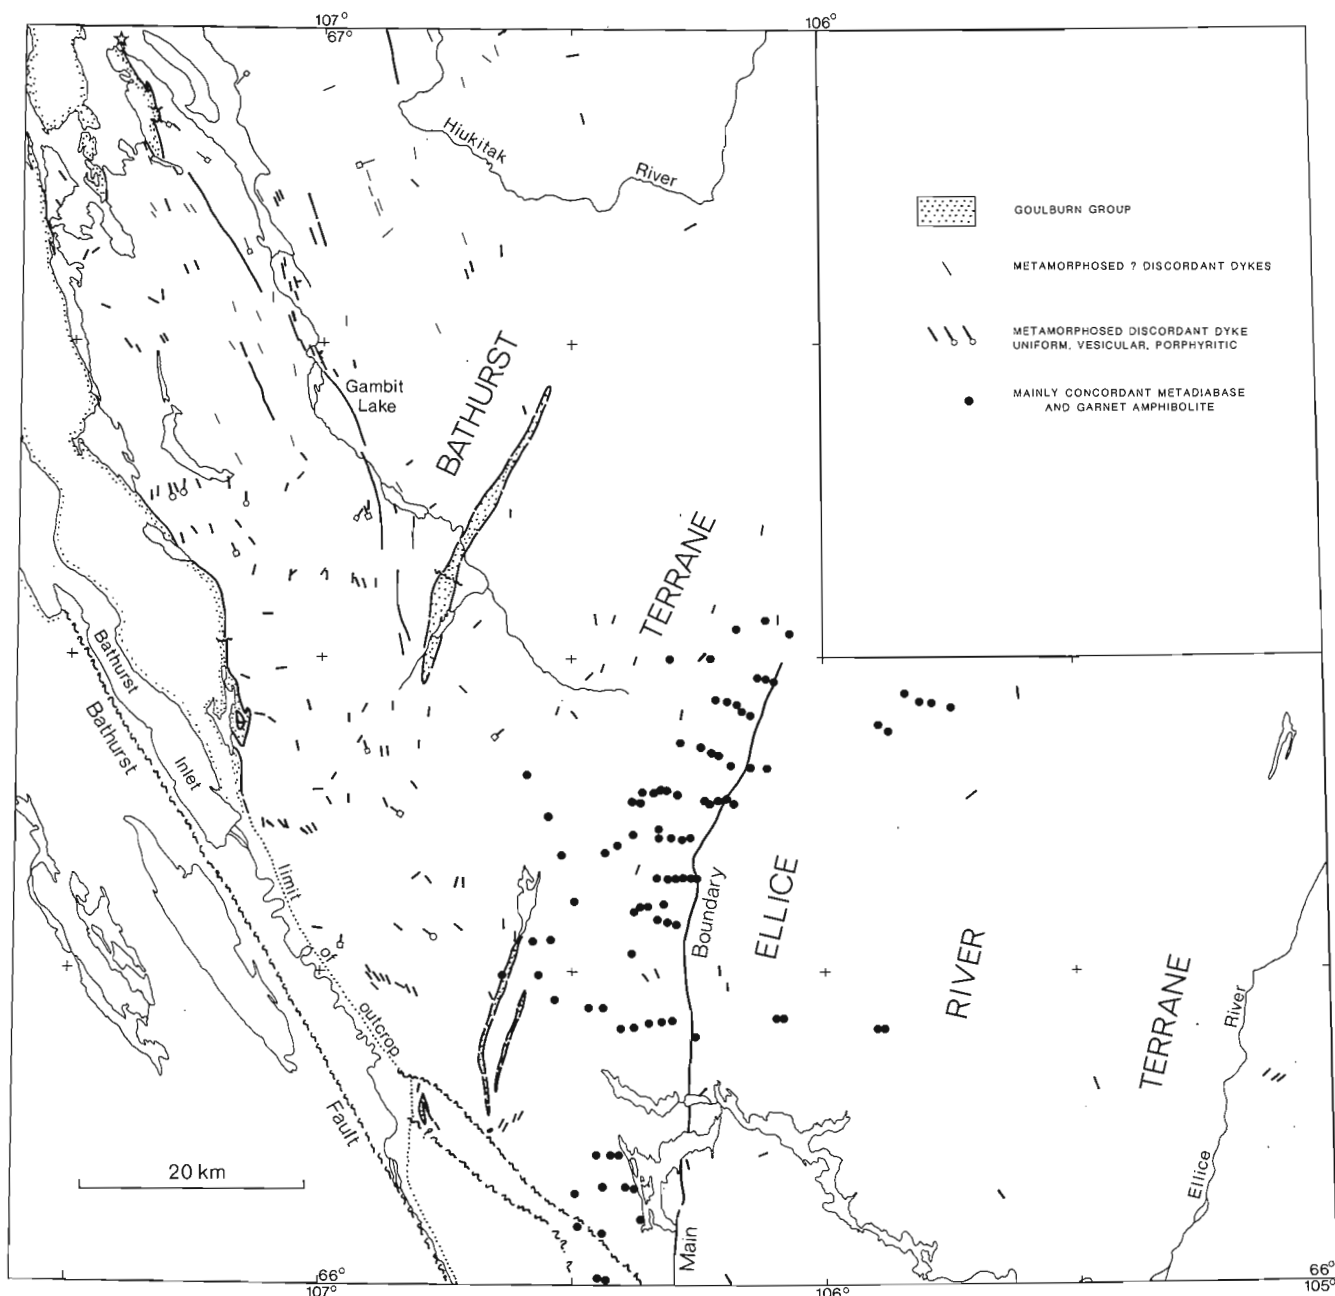 107°
67°
106°
Hiukitak
River
GOULBURN GROUP
METAMORPHOSED ? DISCORDANT DYKES
METAMORPHOSED DISCORDANT DYKE
UNIFORM, VESICULAR, PORPHYRITIC
MAINLY CONCORDANT METADIABASE
AND GARNET AMPHIBOLITE
Gambit
Lake
BATHURST
TERRANE
Bathurst
Inlet
Bathurst
Fault
limit
of
outcrop
Boundary
Main
ELLICE
RIVER
TERRANE
Ellice
River
20 km
66°
107°
106°
66°
105°